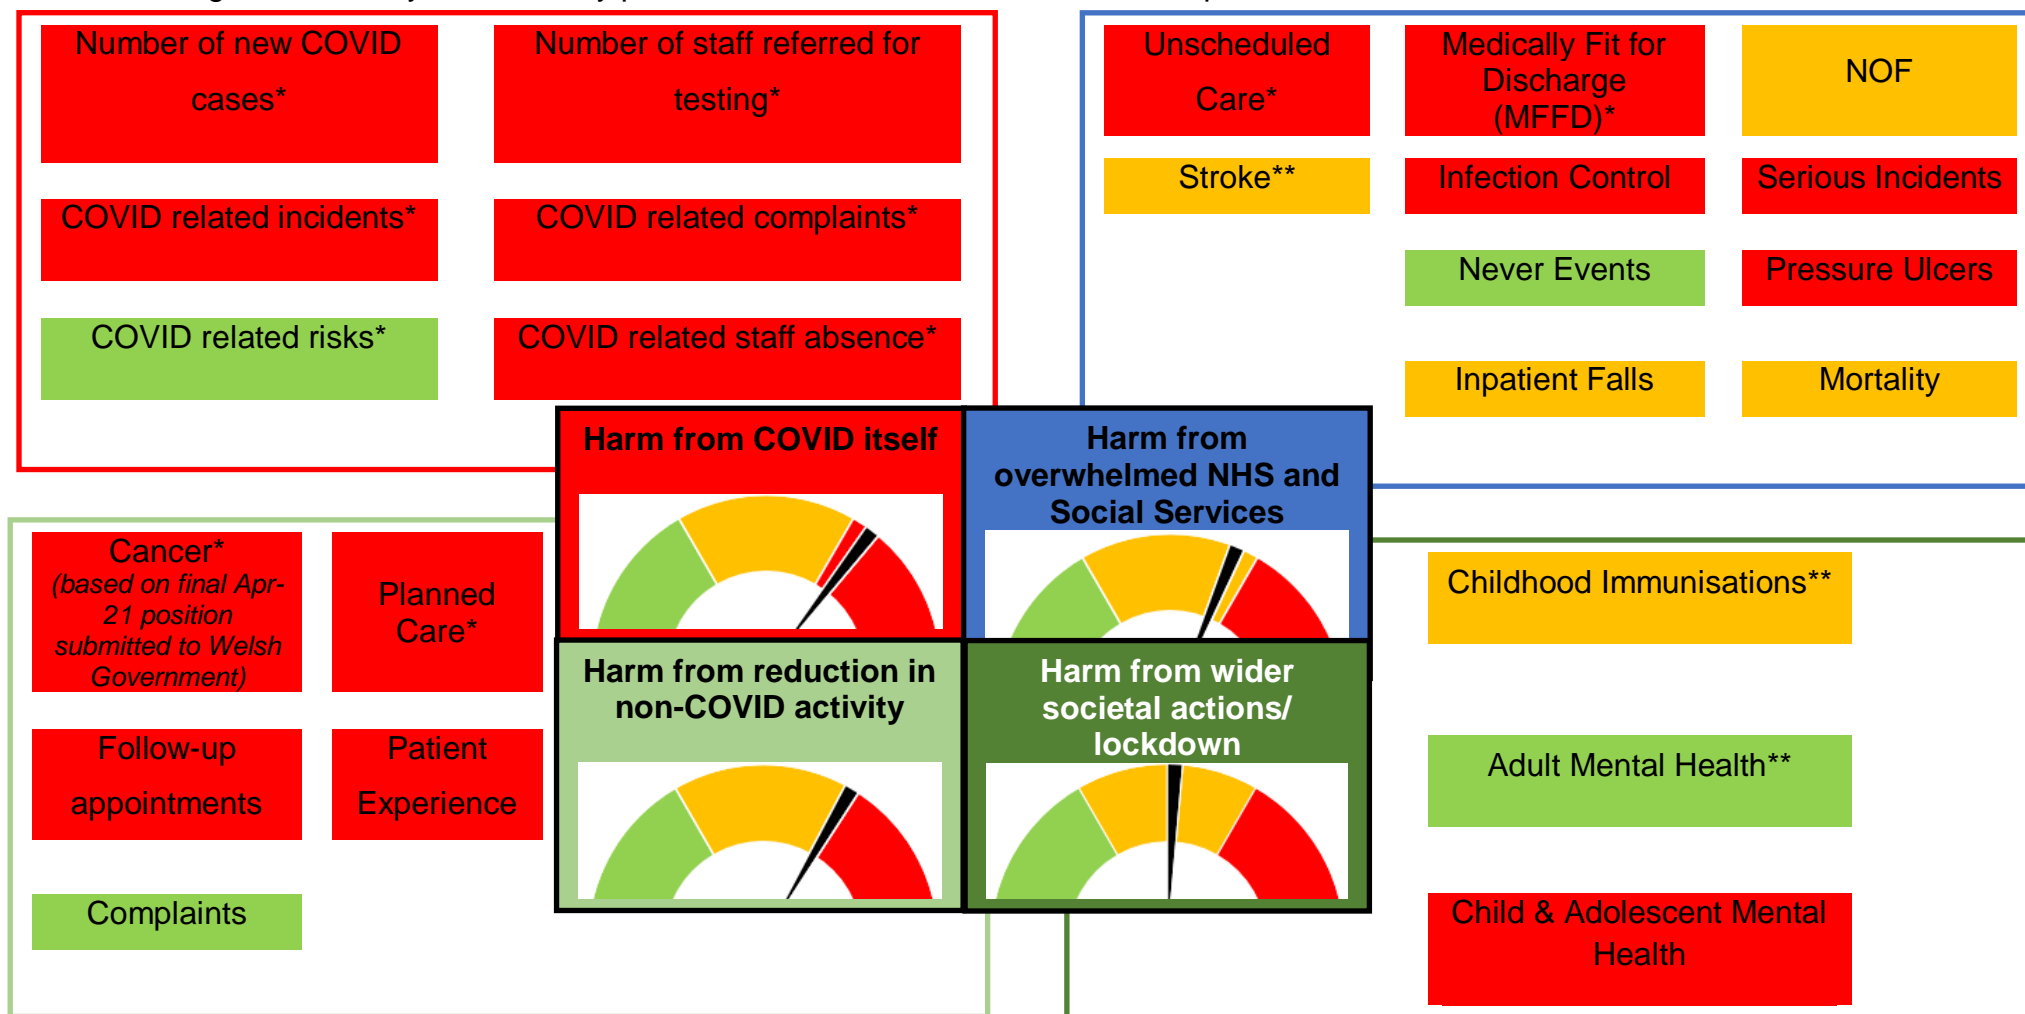 Number of new COVID
cases*
Number of staff referred for
testing*
COVID related incidents*
COVID related complaints*
COVID related risks*
COVID related staff absence*
Unscheduled
Care*
Medically Fit for
Discharge
(MFFD)*
NOF
Stroke**
Infection Control
Serious Incidents
Never Events
Pressure Ulcers
Inpatient Falls
Mortality
Harm from COVID itself
Harm from
overwhelmed NHS and
Social Services
Cancer*
(based on final Apr-
21 position
submitted to Welsh
Government)
Planned
Care*
Follow-up
appointments
Patient
Experience
Complaints
Harm from reduction in
non-COVID activity
Harm from wider
societal actions/
lockdown
Childhood Immunisations**
Adult Mental Health**
Child & Adolescent Mental
Health